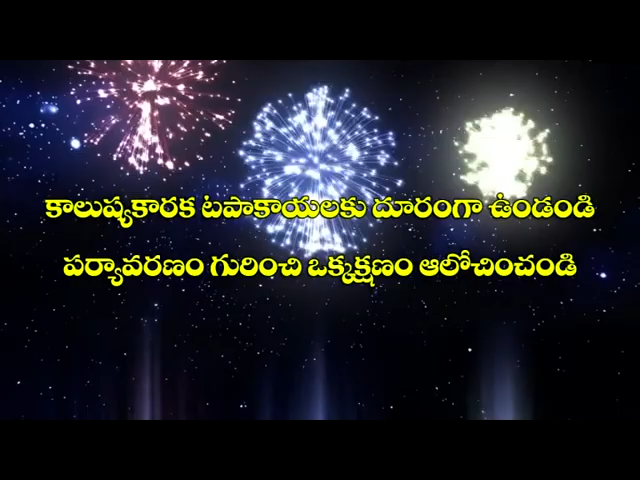 కాలుష్యకారక టపాకాయలకు దూరంగా ఉండండి
పర్యావరణం గురించి ఒక్కక్షణం ఆలోచించండి